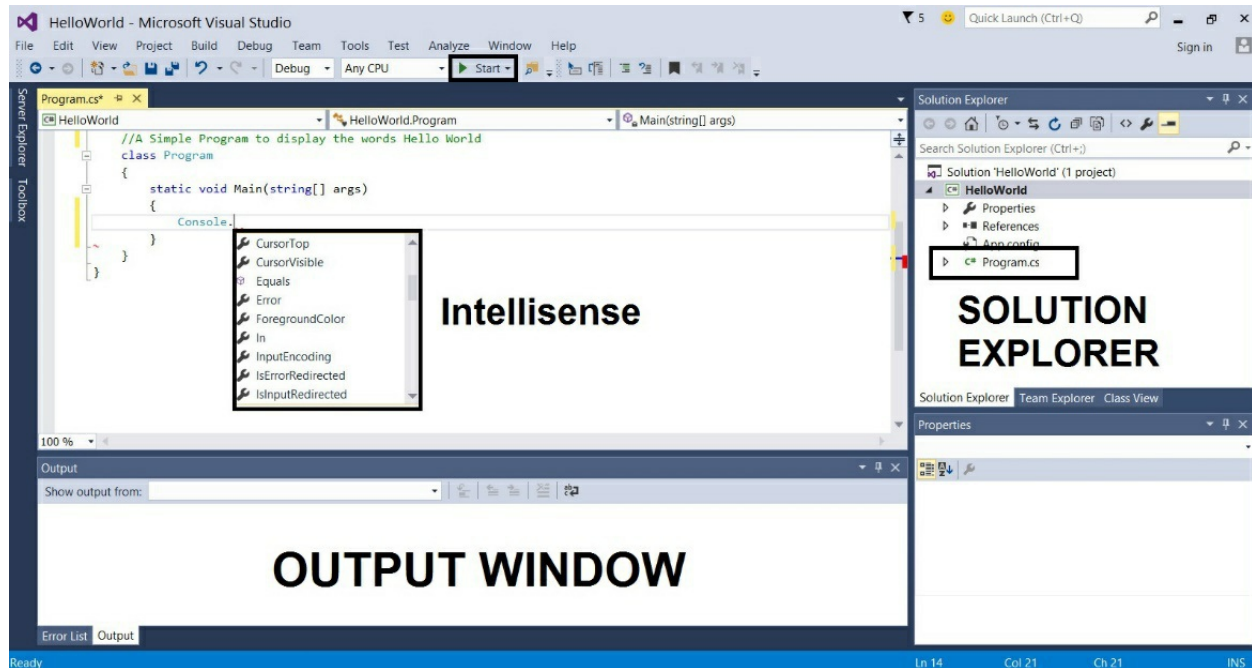 HelloWorld - Microsoft Visual Studio
5
Quick Launch (Ctrl+Q)
File Edit View Project Build Debug Team Tools Test Analyze Window Help
Sign in
Debug Any CPU Start
Server Explorer
Toolbox
Program.cs*
HelloWorld HelloWorld.Program Main(string[] args)
//A Simple Program to display the words Hello World
class Program
{
static void Main(string[] args)
{
Console.
}
}
}
CursorTop
CursorVisible
Equals
Error
ForegroundColor
In
InputEncoding
IsErrorRedirected
IsInputRedirected
Intellisense
100 %
Solution Explorer
Search Solution Explorer (Ctrl+;)
Solution 'HelloWorld' (1 project)
C# HelloWorld
Properties
References
App.config
C# Program.cs
SOLUTION
EXPLORER
Solution Explorer Team Explorer Class View
Properties
Output
Show output from:
OUTPUT WINDOW
Error List Output
Ready Ln 14 Col 21 Ch 21 INS